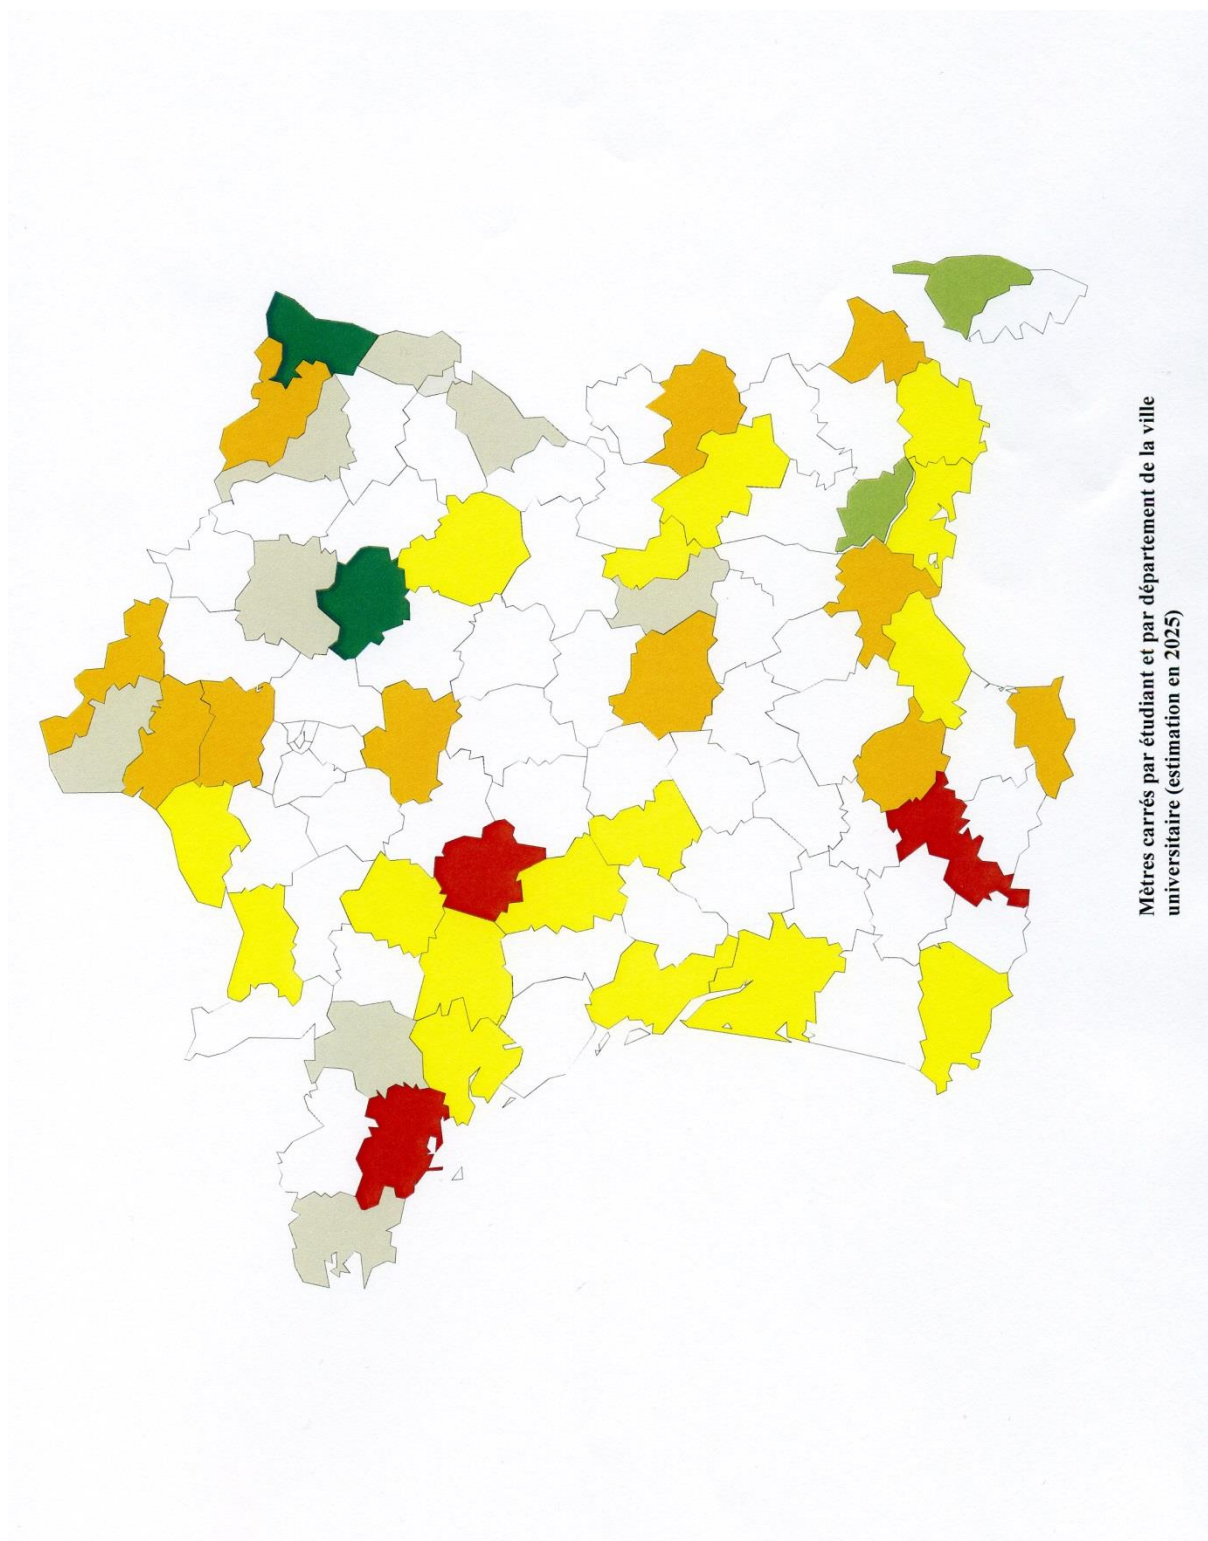 Mètres carrés par étudiant et par département de la ville
universitaire (estimation en 2025)